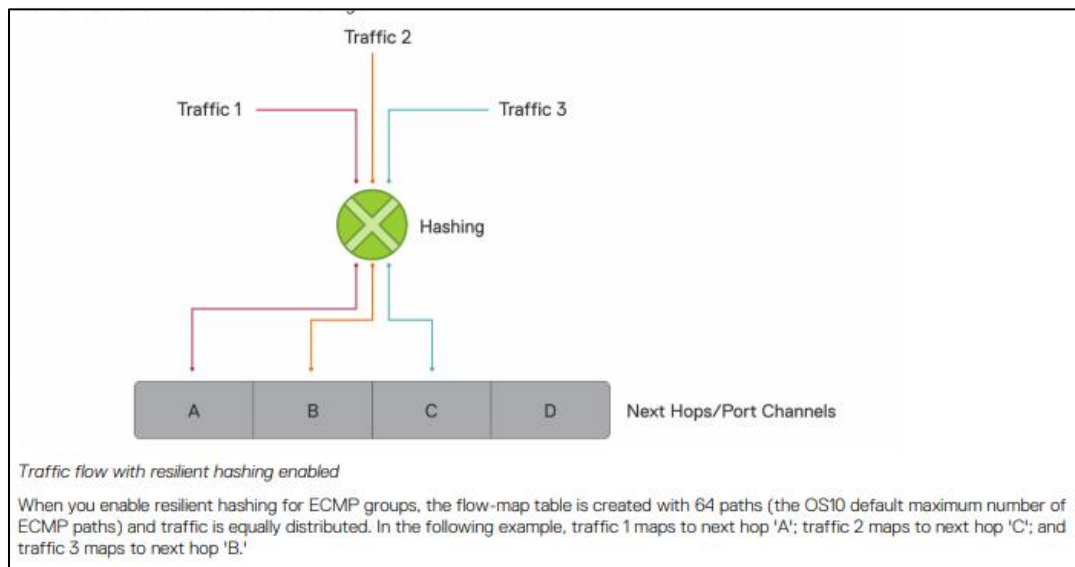 Traffic 2
Traffic 1
Traffic 3
Hashing
A
B
C
D
Next Hops/Port Channels
Traffic flow with resilient hashing enabled
When you enable resilient hashing for ECMP groups, the flow-map table is created with 64 paths (the OS10 default maximum number of
ECMP paths) and traffic is equally distributed. In the following example, traffic 1 maps to next hop 'A'; traffic 2 maps to next hop 'C'; and
traffic 3 maps to next hop 'B.'